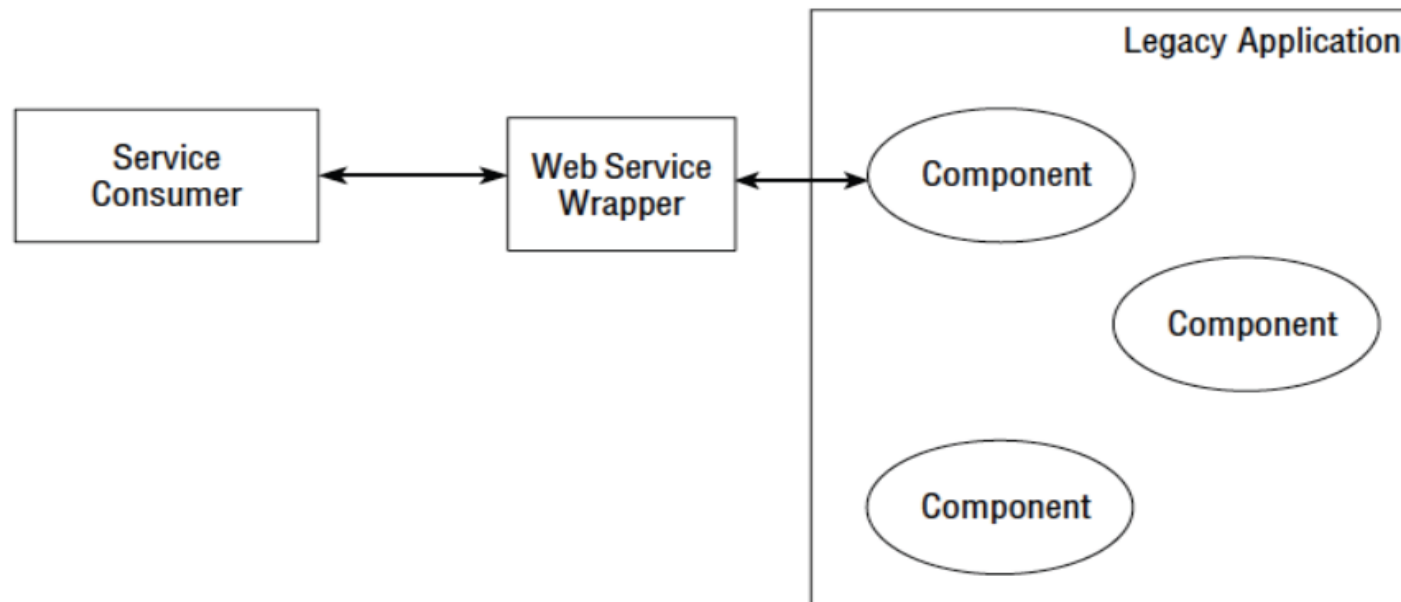 Legacy Application
Service
Consumer
Web Service
Wrapper
Component
Component
Component